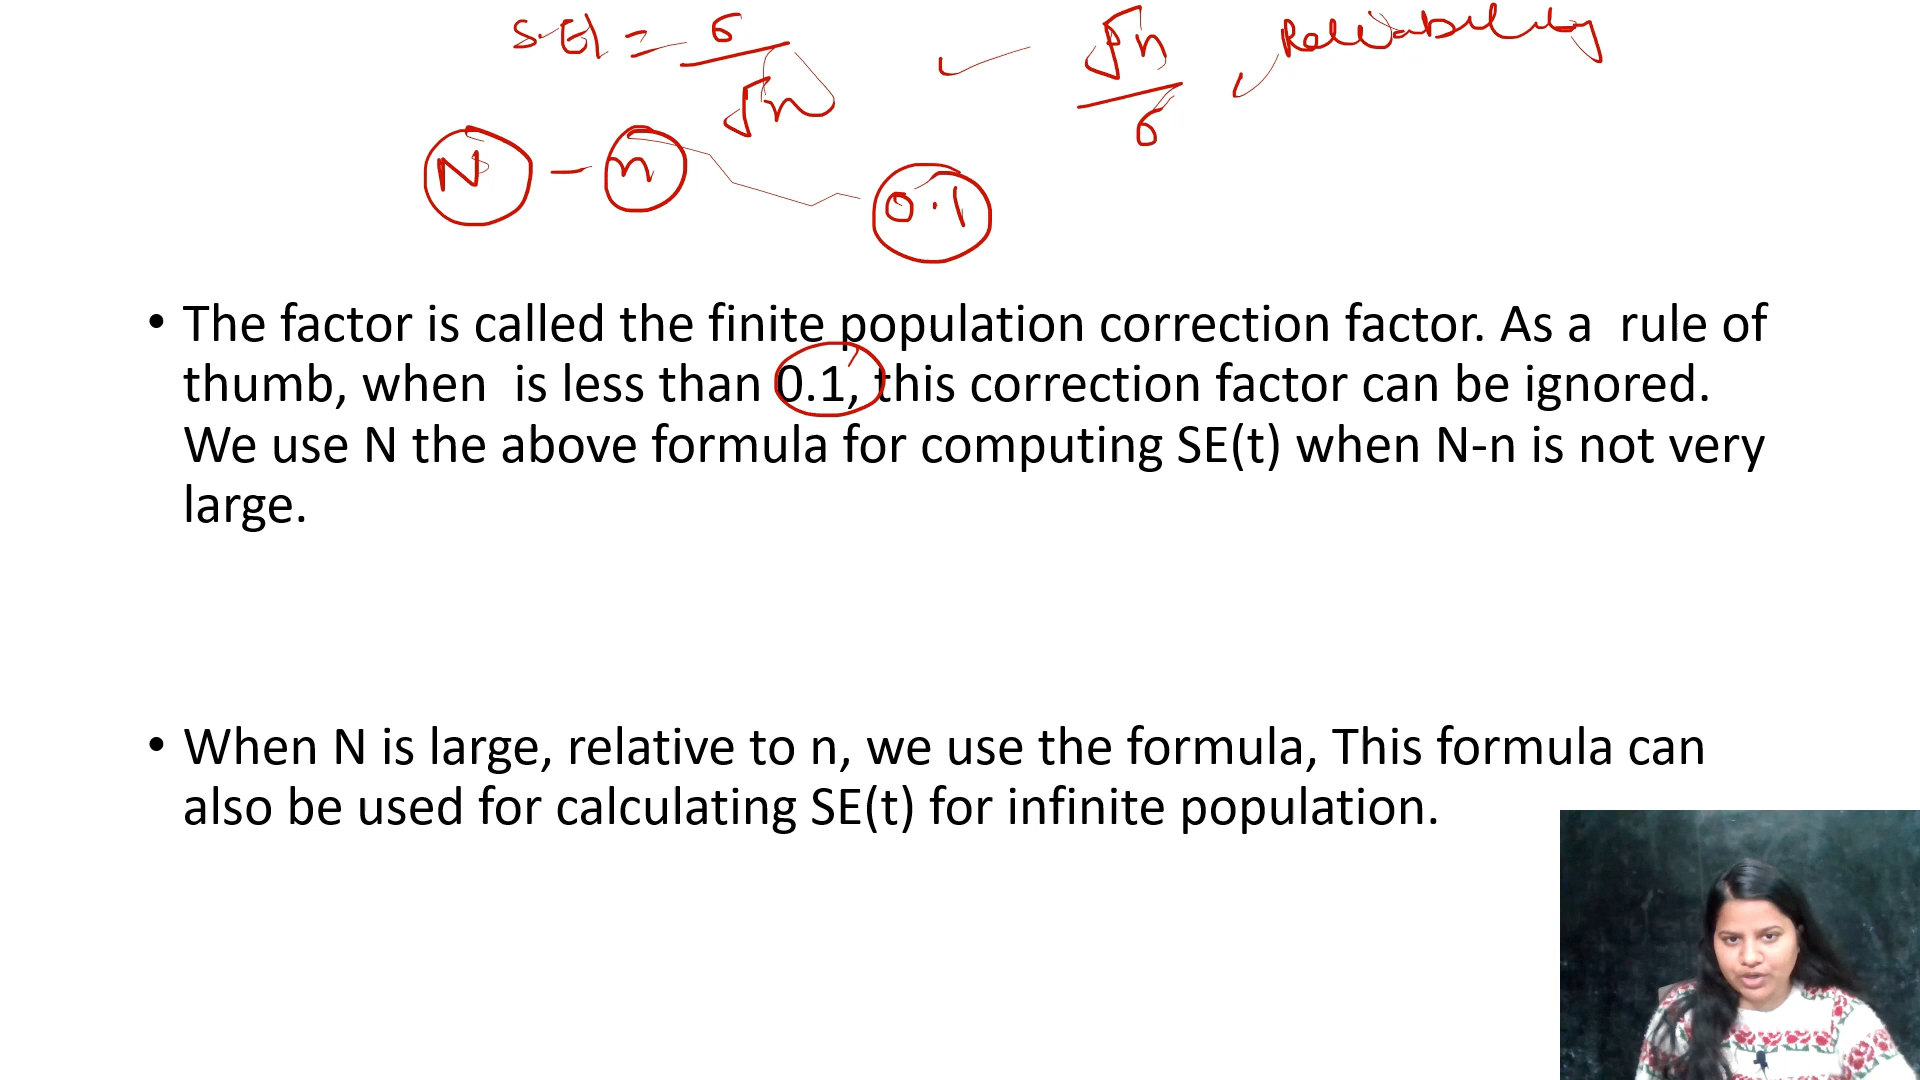 S.E = σ/√n √n/σ Reliability
N - n 0.1
• The factor is called the finite population correction factor. As a rule of
thumb, when is less than 0.1, this correction factor can be ignored.
We use N the above formula for computing SE(t) when N-n is not very
large.
• When N is large, relative to n, we use the formula, This formula can
also be used for calculating SE(t) for infinite population.